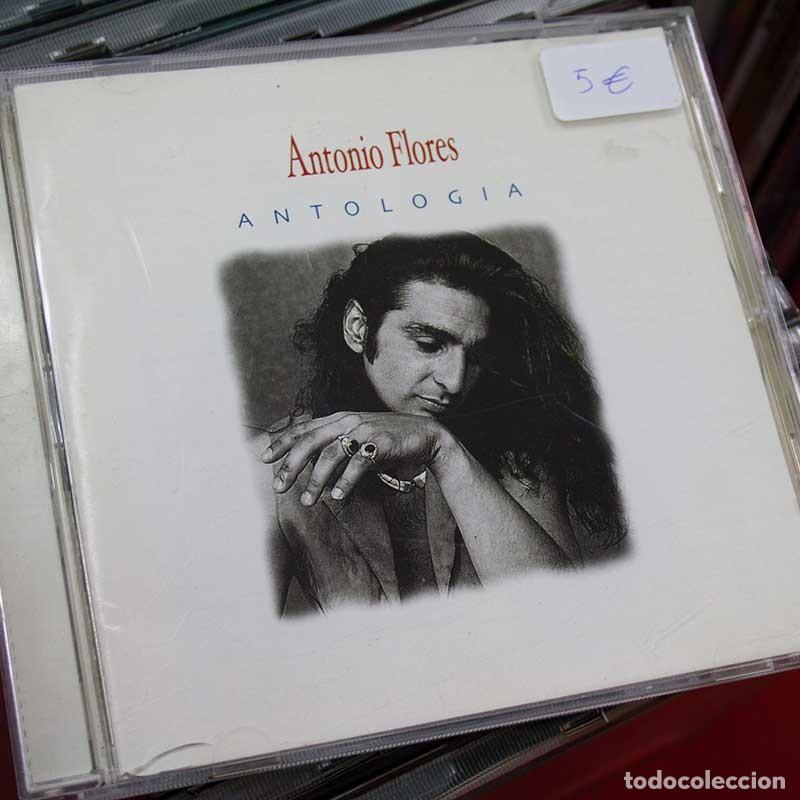 5€
Antonio Flores
ANTOLOGIA
todocoleccion